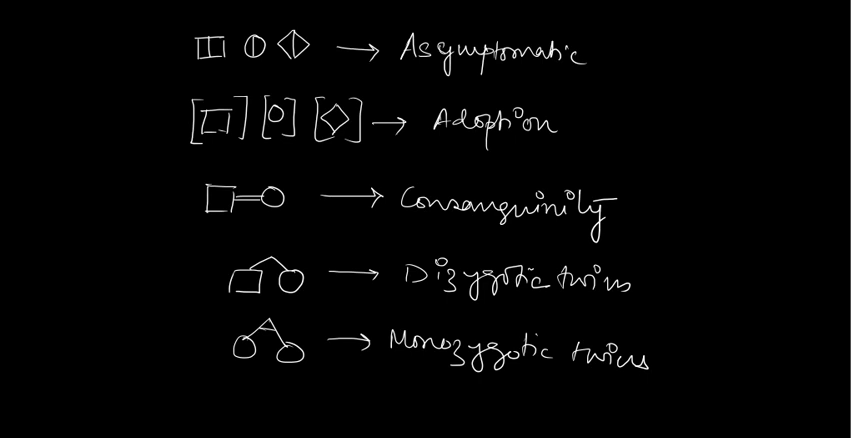 Asymptomatic
Adoption
Consanguinity
Dizygotic twins
Monozygotic twins